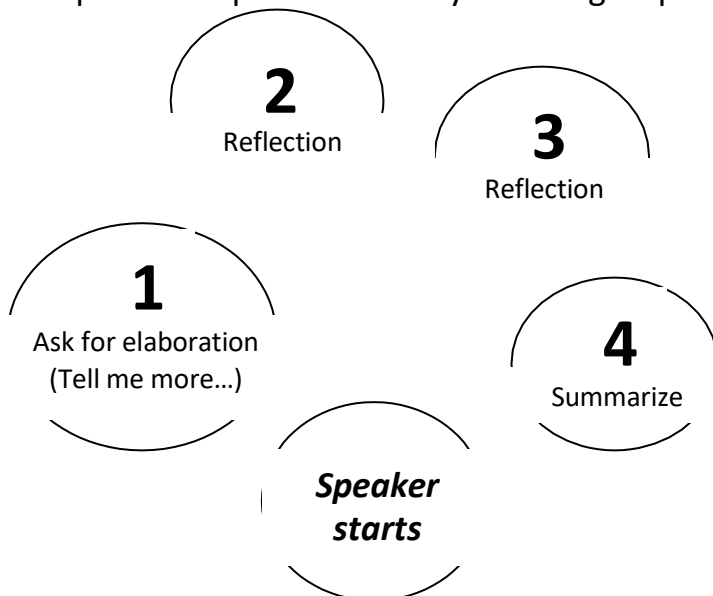 2
Reflection
3
Reflection
1
Ask for elaboration
(Tell me more…)
4
Summarize
Speaker
starts